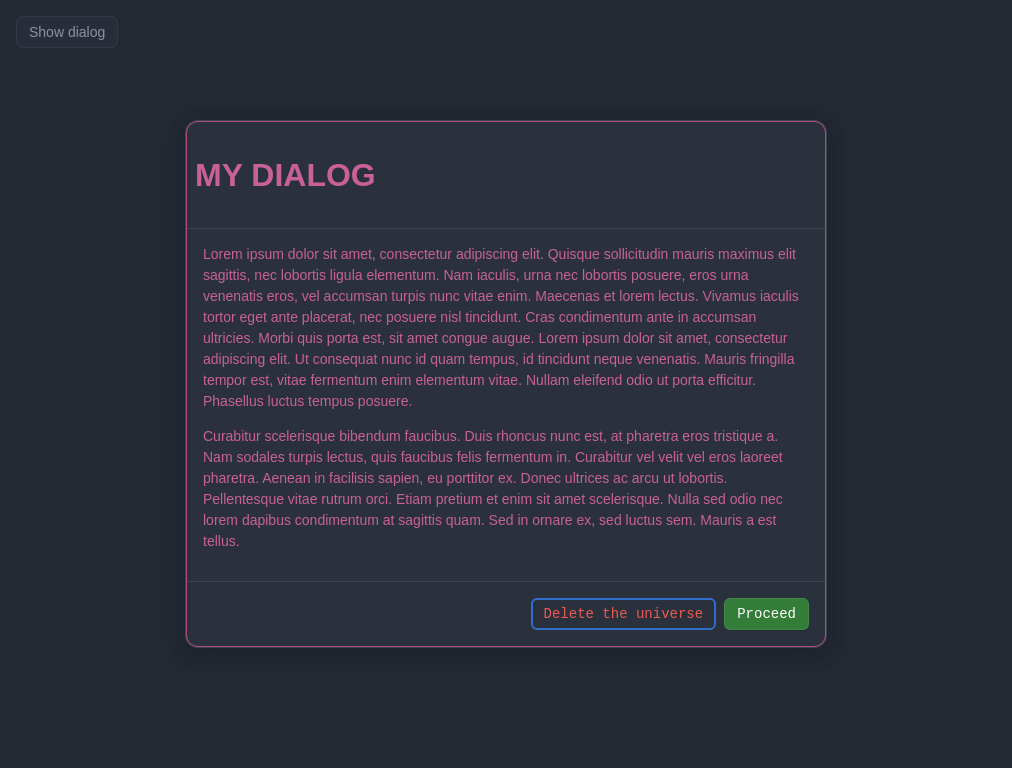 Show dialog
MY DIALOG
Lorem ipsum dolor sit amet, consectetur adipiscing elit. Quisque sollicitudin mauris maximus elit
sagittis, nec lobortis ligula elementum. Nam iaculis, urna nec lobortis posuere, eros urna
venenatis eros, vel accumsan turpis nunc vitae enim. Maecenas et lorem lectus. Vivamus iaculis
tortor eget ante placerat, nec posuere nisl tincidunt. Cras condimentum ante in accumsan
ultricies. Morbi quis porta est, sit amet congue augue. Lorem ipsum dolor sit amet, consectetur
adipiscing elit. Ut consequat nunc id quam tempus, id tincidunt neque venenatis. Mauris fringilla
tempor est, vitae fermentum enim elementum vitae. Nullam eleifend odio ut porta efficitur.
Phasellus luctus tempus posuere.
Curabitur scelerisque bibendum faucibus. Duis rhoncus nunc est, at pharetra eros tristique a.
Nam sodales turpis lectus, quis faucibus felis fermentum in. Curabitur vel velit vel eros laoreet
pharetra. Aenean in facilisis sapien, eu porttitor ex. Donec ultrices ac arcu ut lobortis.
Pellentesque vitae rutrum orci. Etiam pretium et enim sit amet scelerisque. Nulla sed odio nec
lorem dapibus condimentum at sagittis quam. Sed in ornare ex, sed luctus sem. Mauris a est
tellus.
Delete the universe
Proceed